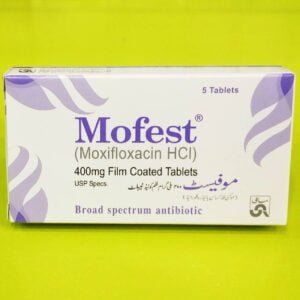 5 Tablets
Mofest®
(Moxifloxacin HCl)
400mg Film Coated Tablets
USP Specs.
موفیسٹ
Broad spectrum antibiotic